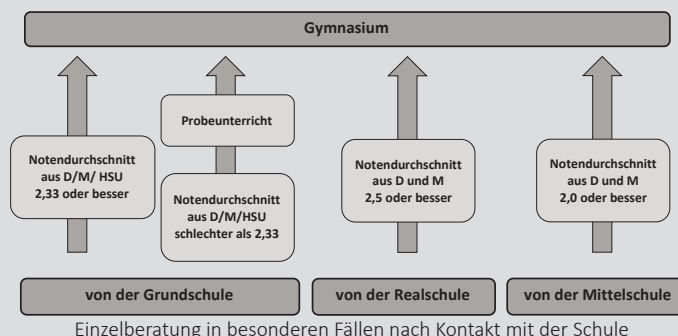 Gymnasium
Probeunterricht
Notendurchschnitt
aus D/M/ HSU
2,33 oder besser
Notendurchschnitt
aus D/M/HSU
schlechter als 2,33
Notendurchschnitt
aus D und M
2,5 oder besser
Notendurchschnitt
aus D und M
2,0 oder besser
von der Grundschule
von der Realschule
von der Mittelschule
Einzelberatung in besonderen Fällen nach Kontakt mit der Schule